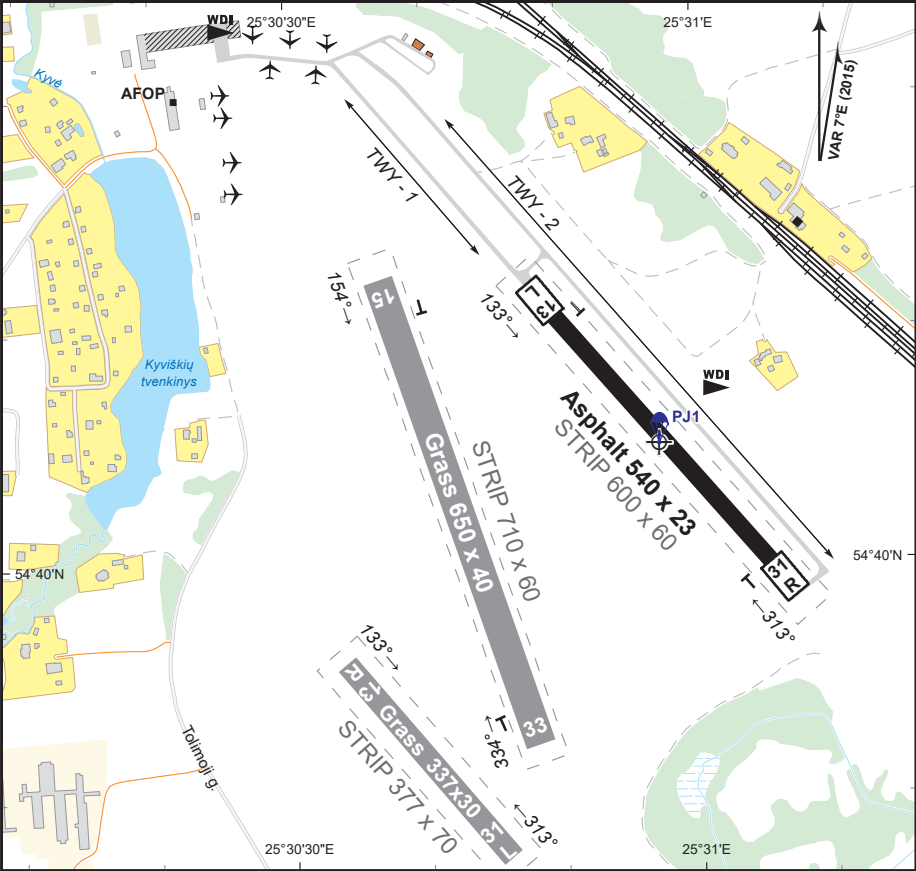 WDI
25°30'30"E
25°31'E
Kyvė
AFOP
VAR 7°E (2015)
TWY - 1
TWY - 2
154°→
15
133°→
13
L
Kyviškių
tvenkinys
WDI
PJ1
Asphalt 540 x 23
STRIP 600 x 60
Grass 650 x 40
STRIP 710 x 60
54°40'N
54°40'N
31
R
←313°
133°→
13
R
Grass 337x30
STRIP 377 x 70
33
←334°
Tolimoji g.
31
L
←313°
25°30'30"E
25°31'E